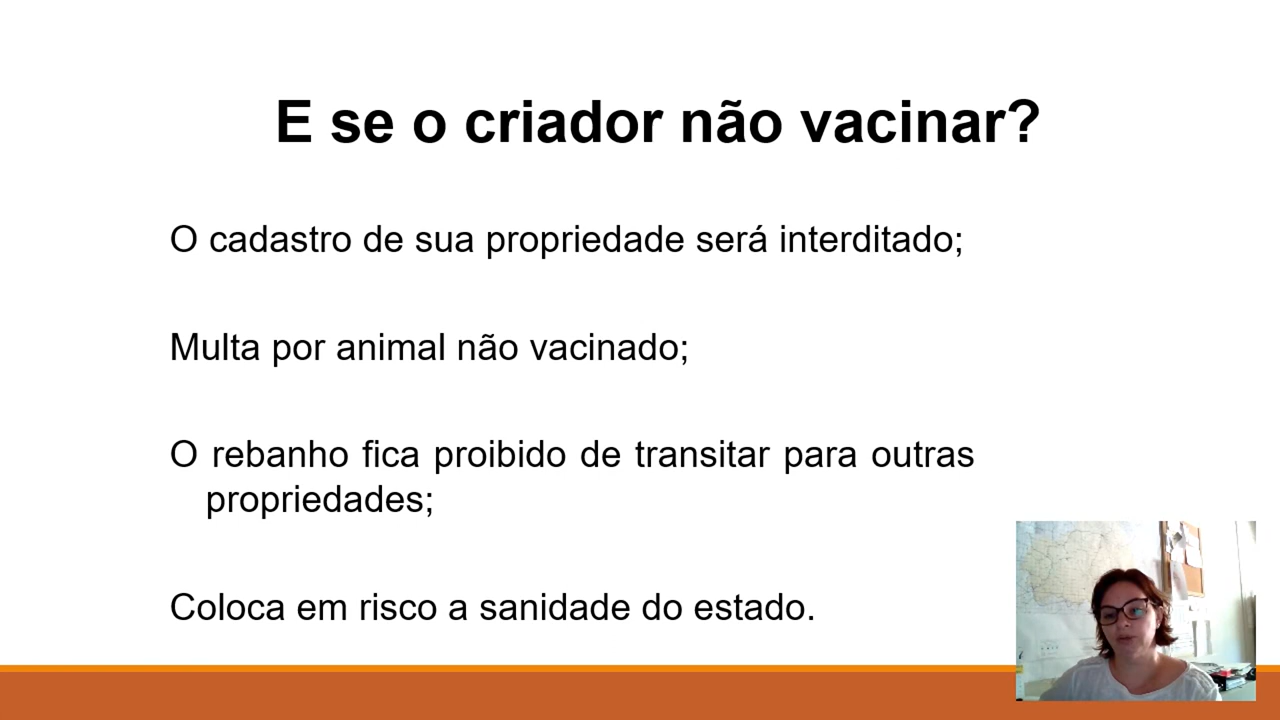 E se o criador não vacinar?
O cadastro de sua propriedade será interditado;
Multa por animal não vacinado;
O rebanho fica proibido de transitar para outras
propriedades;
Coloca em risco a sanidade do estado.